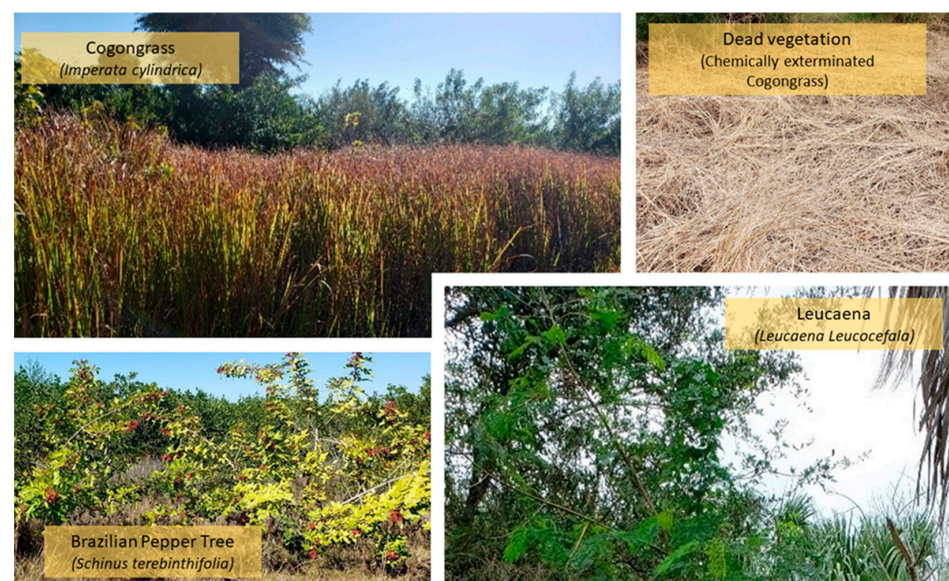 Cogongrass
(Imperata cylindrica)
Dead vegetation
(Chemically exterminated
Cogongrass)
Leucaena
(Leucaena Leucocefala)
Brazilian Pepper Tree
(Schinus terebinthifolia)